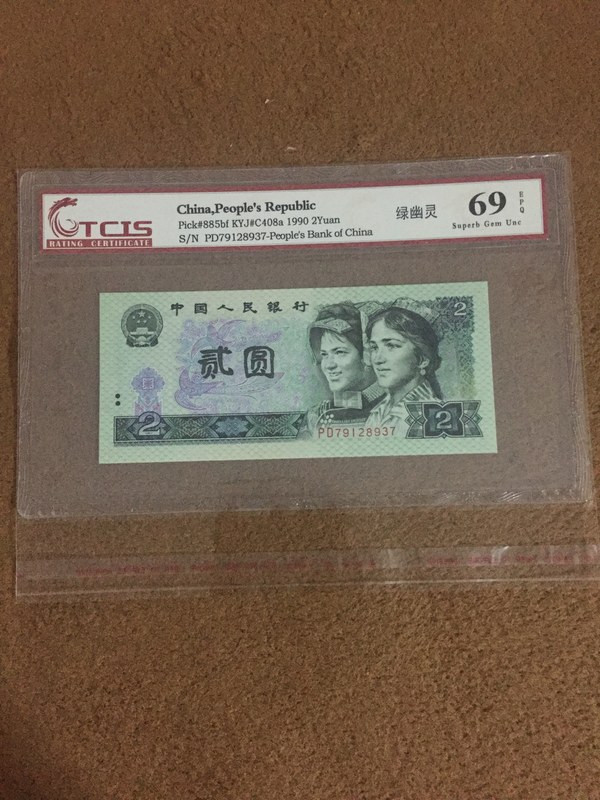 TCIS
RATING CERTIFICATE
China,People's Republic
Pick#885bf KYJ#C408a 1990 2Yuan
S/N PD79128937-People's Bank of China
绿幽灵
69
EPQ
Superb Gem Unc
中国人民银行
2
贰圆
2
2
PD79128937